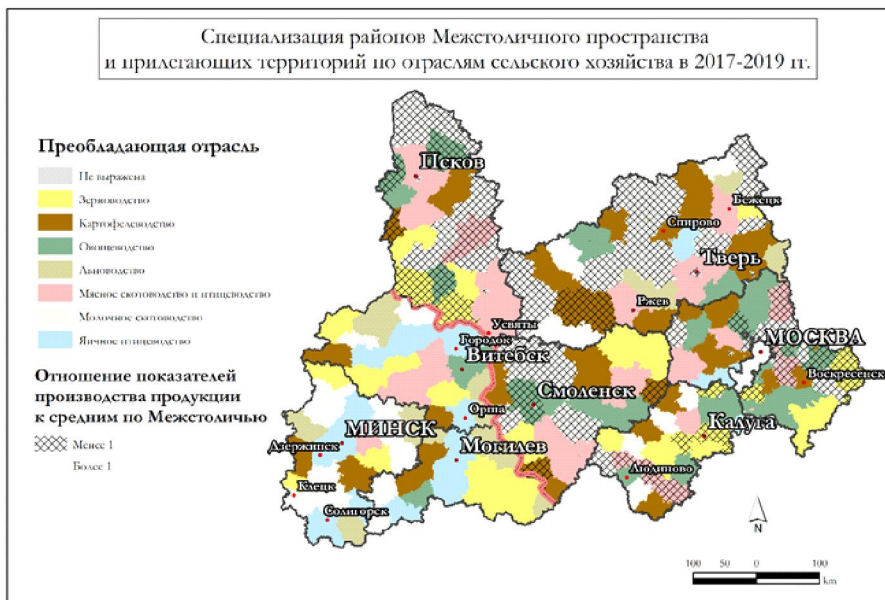 Специализация районов Межстоличного пространства
и прилегающих территорий по отраслям сельского хозяйства в 2017-2019 гг.
Преобладающая отрасль
Не выражена
Зерноводство
Картофелеводство
Овощеводство
Льноводство
Мясное скотоводство и птицеводство
Молочное скотоводство
Яичное птицеводство
Отношение показателей
производства продукции
к средним по Межстоличью
Менее 1
Более 1
Псков
Бежецк
Спирово
Тверь
Ржев
Усвяты
Городок
Витебск
МОСКВА
Воскресенск
Смоленск
Орша
Калуга
МИНСК
Дзержинск
Могилев
Людиново
Клецк
Солигорск
N
100 50 0 100
km